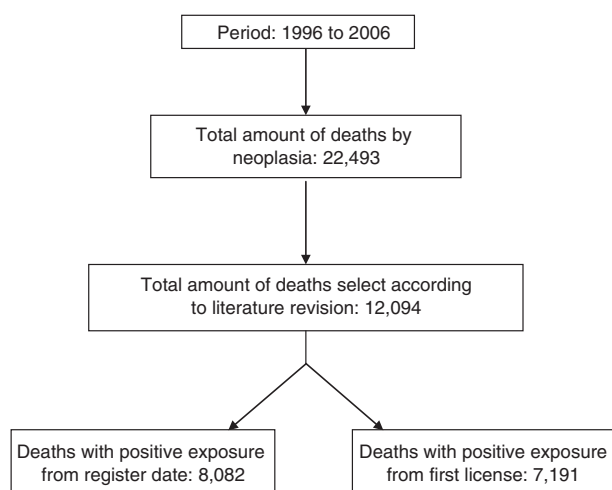 Period: 1996 to 2006
Total amount of deaths by
neoplasia: 22,493
Total amount of deaths select according
to literature revision: 12,094
Deaths with positive exposure
from register date: 8,082
Deaths with positive exposure
from first license: 7,191